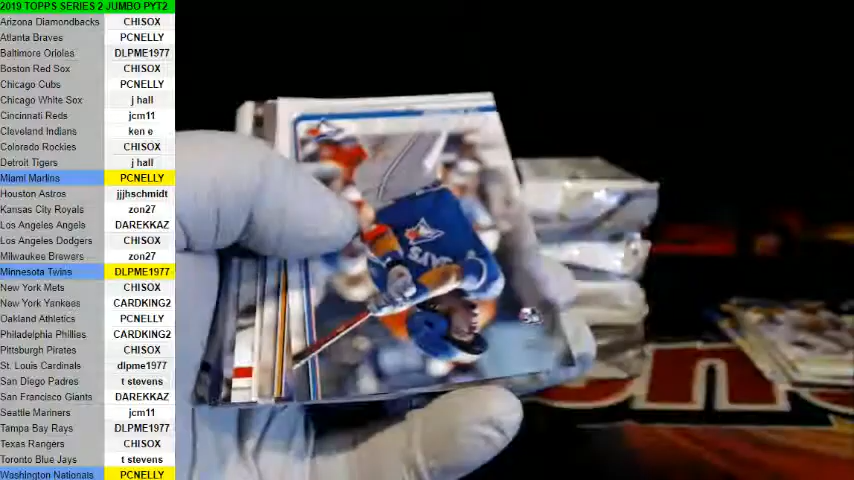 2019 TOPPS SERIES 2 JUMBO PYT2
Arizona Diamondbacks CHISOX
Atlanta Braves PCNELLY
Baltimore Orioles DLPME1977
Boston Red Sox CHISOX
Chicago Cubs PCNELLY
Chicago White Sox j hall
Cincinnati Reds jcm11
Cleveland Indians ken e
Colorado Rockies CHISOX
Detroit Tigers j hall
Miami Marlins PCNELLY
Houston Astros jjjhschmidt
Kansas City Royals zon27
Los Angeles Angels DAREKKAZ
Los Angeles Dodgers CHISOX
Milwaukee Brewers zon27
Minnesota Twins DLPME1977
New York Mets CHISOX
New York Yankees CARDKING2
Oakland Athletics PCNELLY
Philadelphia Phillies CARDKING2
Pittsburgh Pirates CHISOX
St. Louis Cardinals dlpme1977
San Diego Padres t stevens
San Francisco Giants DAREKKAZ
Seattle Mariners jcm11
Tampa Bay Rays DLPME1977
Texas Rangers CHISOX
Toronto Blue Jays t stevens
Washington Nationals PCNELLY